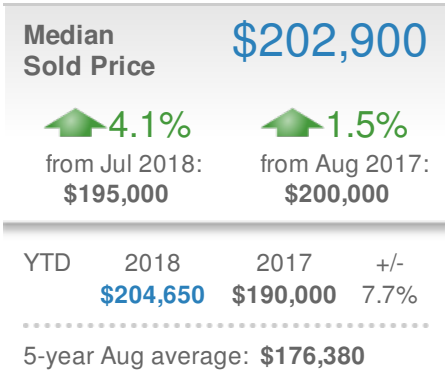 Median
Sold Price
$202,900
4.1%
from Jul 2018:
$195,000
1.5%
from Aug 2017:
$200,000
YTD 2018 2017 +/-
$204,650 $190,000 7.7%
5-year Aug average: $176,380